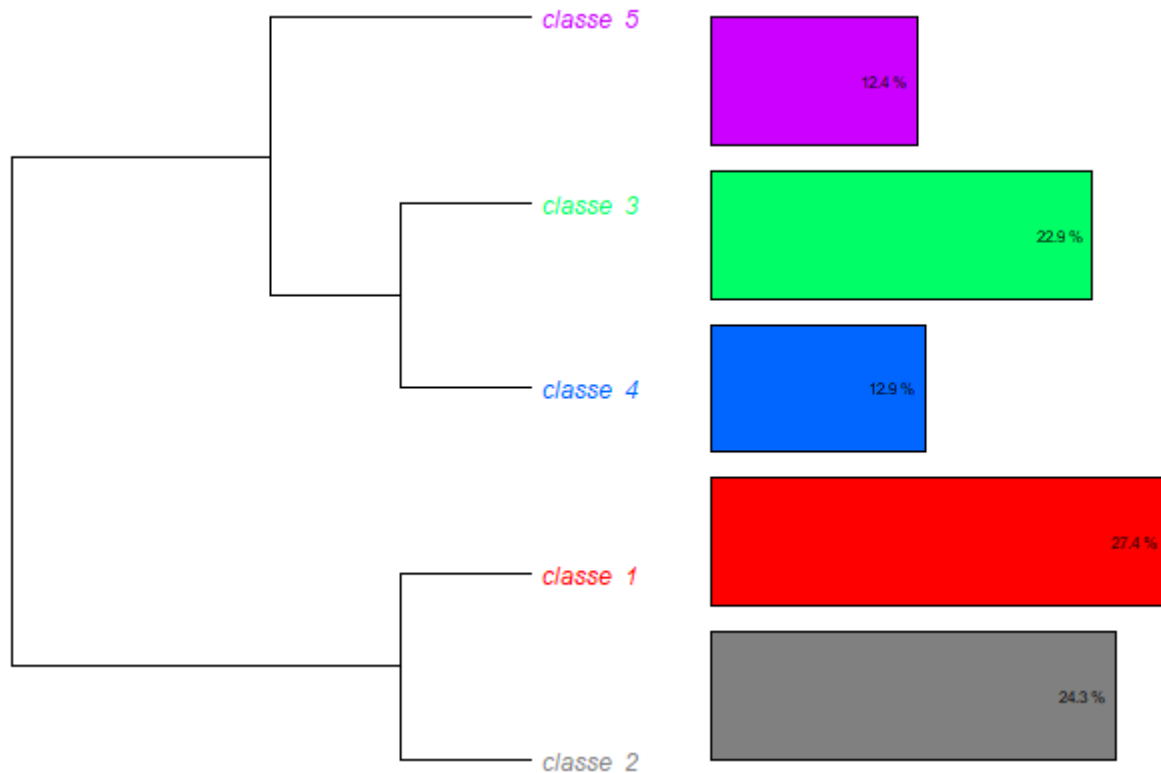 classe 5
12.4 %
classe 3
22.9 %
classe 4
12.9 %
classe 1
27.4 %
classe 2
24.3 %